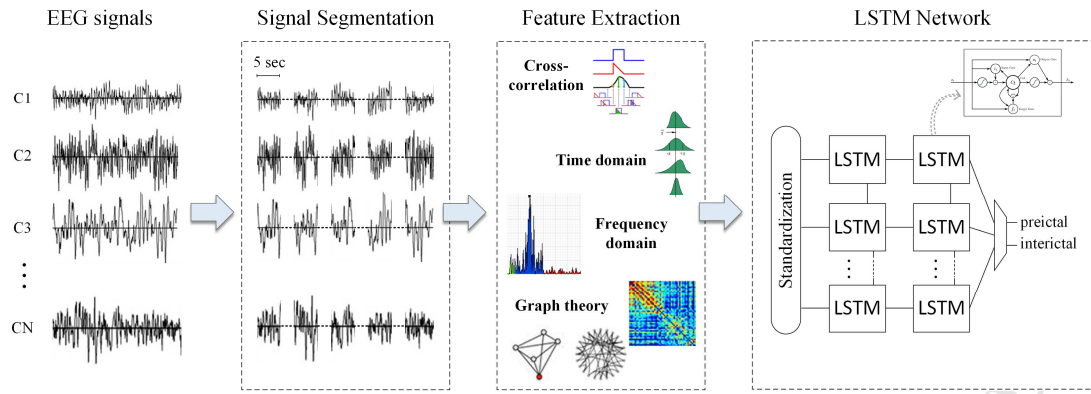 EEG signals
Signal Segmentation
Feature Extraction
LSTM Network
5 sec
C1
C2
C3
CN
Cross-
correlation
Time domain
Frequency
domain
Graph theory
Standardization
LSTM
LSTM
LSTM
LSTM
LSTM
LSTM
preictal
interictal